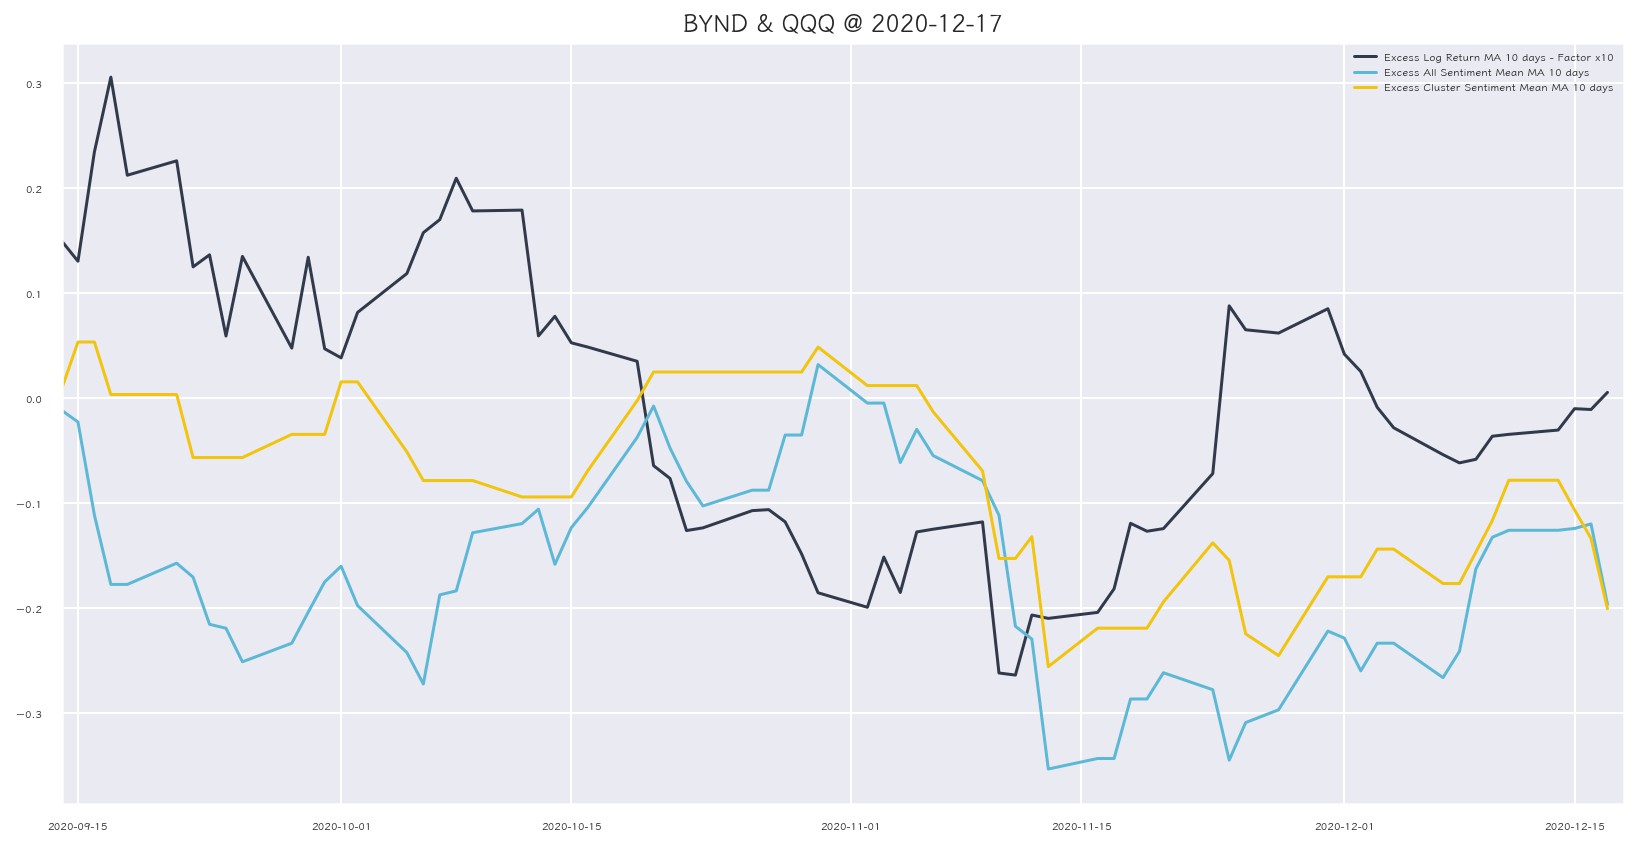 BYND & QQQ @ 2020-12-17
Excess Log Return MA 10 days - Factor x10
Excess All Sentiment Mean MA 10 days
Excess Cluster Sentiment Mean MA 10 days
0.3
0.2
0.1
0.0
−0.1
−0.2
−0.3
2020-09-15 2020-10-01 2020-10-15 2020-11-01 2020-11-15 2020-12-01 2020-12-15